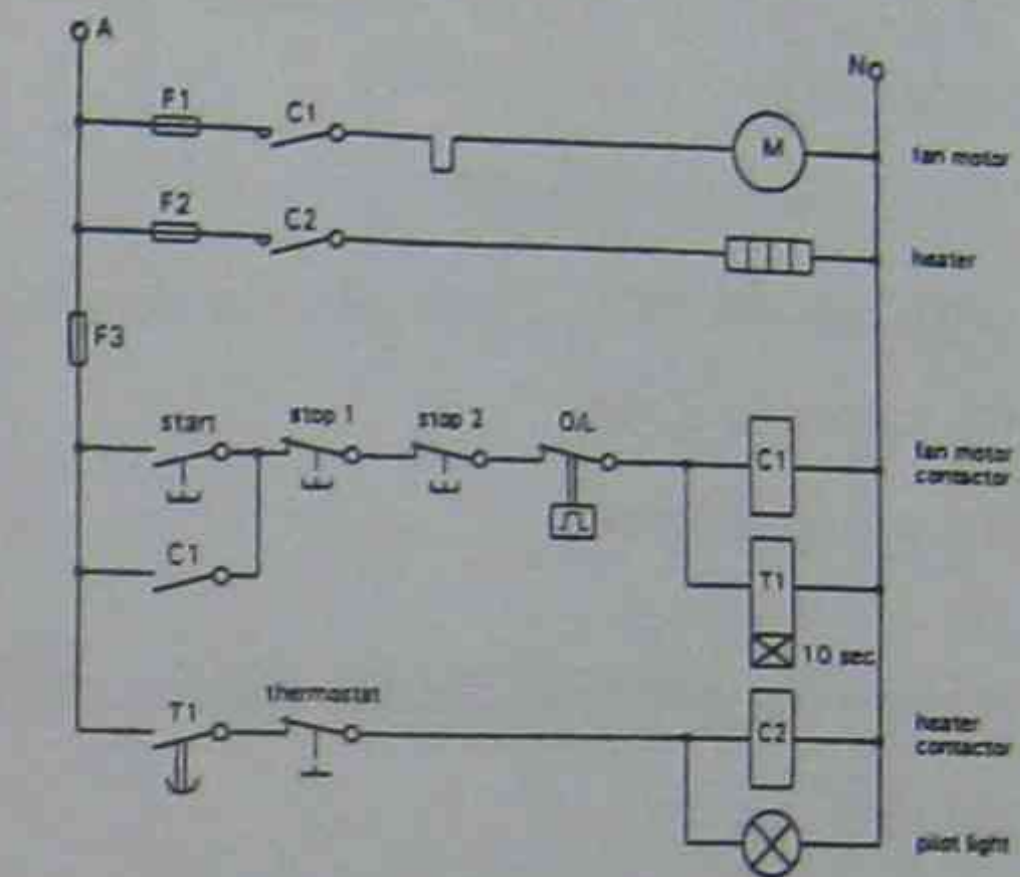 A
N
F1
C1
M
fan motor
F2
C2
heater
F3
start
stop 1
stop 2
O/L
C1
fan motor
contactor
C1
T1
10 sec
T1
thermostat
C2
heater
contactor
pilot light